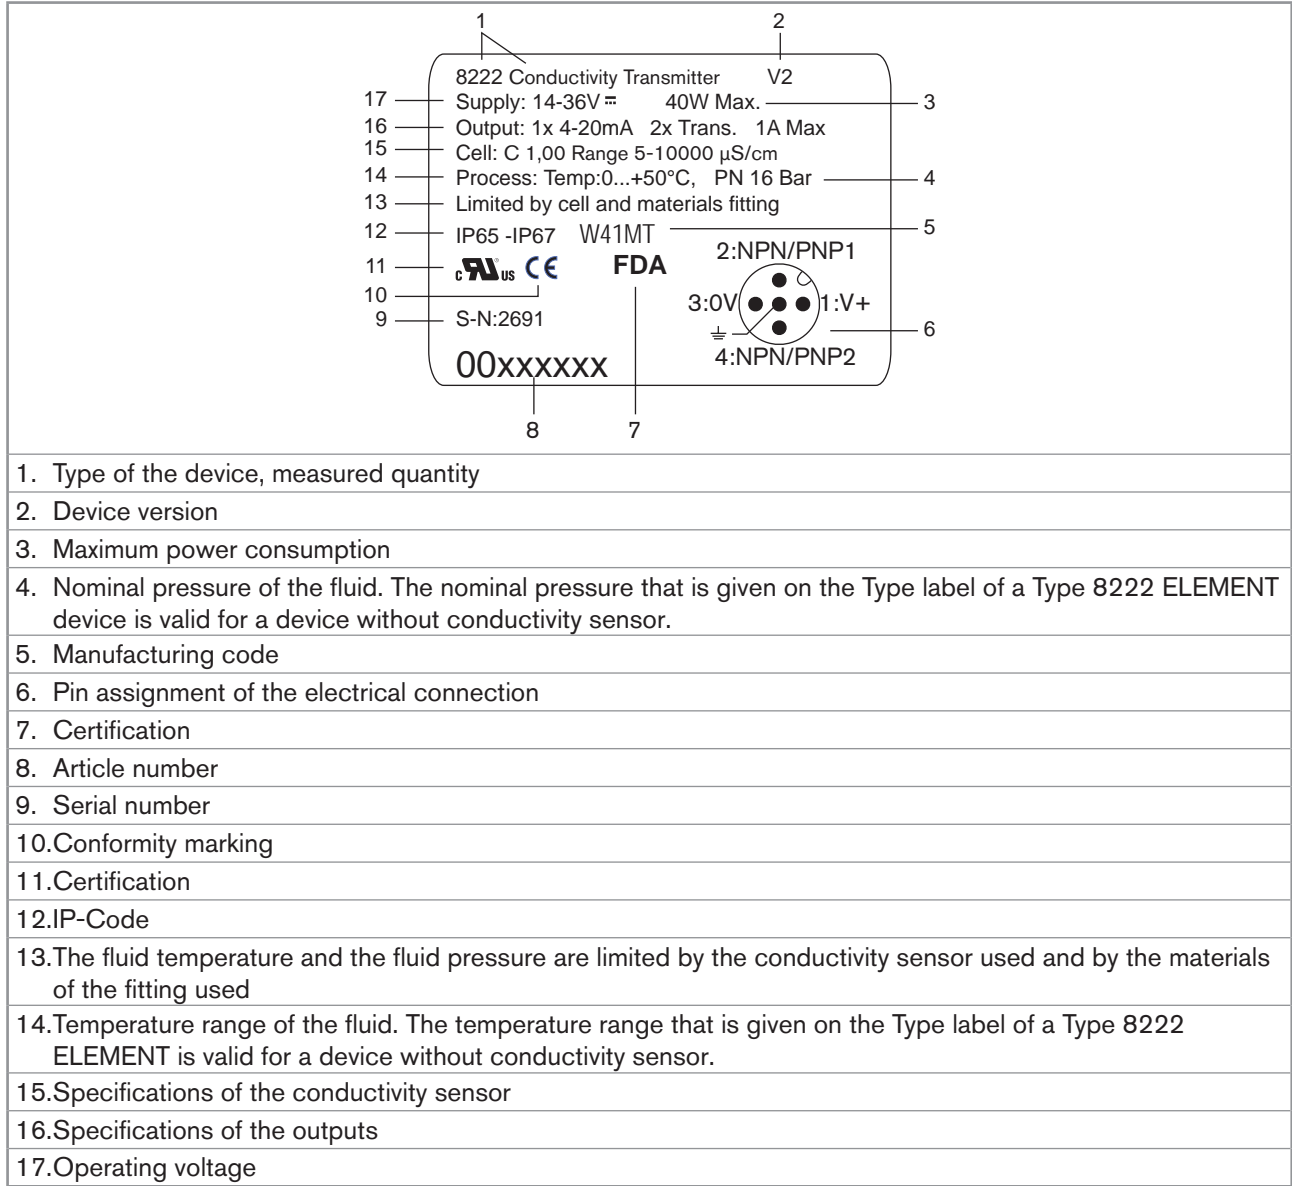 1 2
8222 Conductivity Transmitter V2
17 Supply: 14-36V 40W Max. 3
16 Output: 1x 4-20mA 2x Trans. 1A Max
15 Cell: C 1,00 Range 5-10000 µS/cm
14 Process: Temp:0...+50°C, PN 16 Bar 4
13 Limited by cell and materials fitting
12 IP65 -IP67 W41MT 5
2:NPN/PNP1
11 c RU US CE FDA
10 3:0V 1:V+
9 S-N:2691 6
4:NPN/PNP2
00xxxxxx
8 7
1. Type of the device, measured quantity
2. Device version
3. Maximum power consumption
4. Nominal pressure of the fluid. The nominal pressure that is given on the Type label of a Type 8222 ELEMENT
device is valid for a device without conductivity sensor.
5. Manufacturing code
6. Pin assignment of the electrical connection
7. Certification
8. Article number
9. Serial number
10.Conformity marking
11.Certification
12.IP-Code
13.The fluid temperature and the fluid pressure are limited by the conductivity sensor used and by the materials
of the fitting used
14.Temperature range of the fluid. The temperature range that is given on the Type label of a Type 8222
ELEMENT is valid for a device without conductivity sensor.
15.Specifications of the conductivity sensor
16.Specifications of the outputs
17.Operating voltage